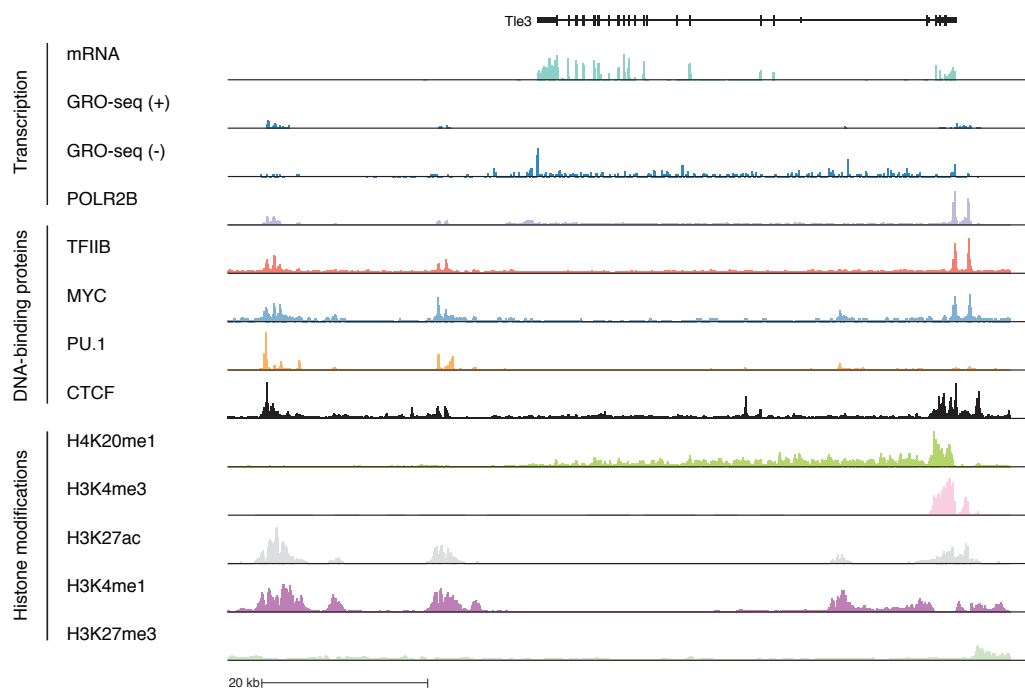 Tle3
Transcription
mRNA
GRO-seq (+)
GRO-seq (-)
POLR2B
DNA-binding proteins
TFIIB
MYC
PU.1
CTCF
Histone modifications
H4K20me1
H3K4me3
H3K27ac
H3K4me1
H3K27me3
20 kb